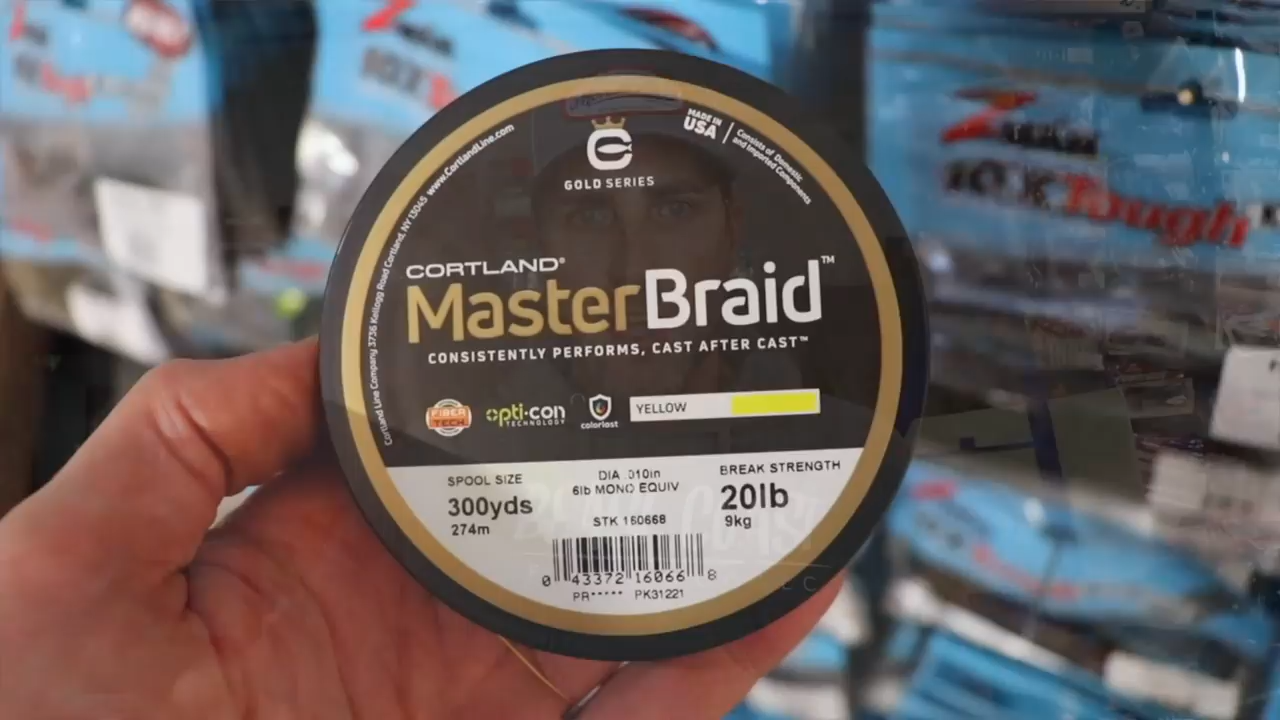 GOLD SERIES
MADE IN
USA
Consists of Domestic
and Imported Components
Cortland Line Company 3736 Kellogg Road Cortland, NY 13045 www.CortlandLine.com
CORTLAND®
MasterBraid™
CONSISTENTLY PERFORMS, CAST AFTER CAST™
FIBER
TECH
opti-con
TECHNOLOGY
colorlast
YELLOW
SPOOL SIZE
300yds
274m
DIA .010in
6lb MONO EQUIV
STK 160668
BREAK STRENGTH
20lb
9kg
0 43372 16066 8
PR***** PK31221
10X Tough